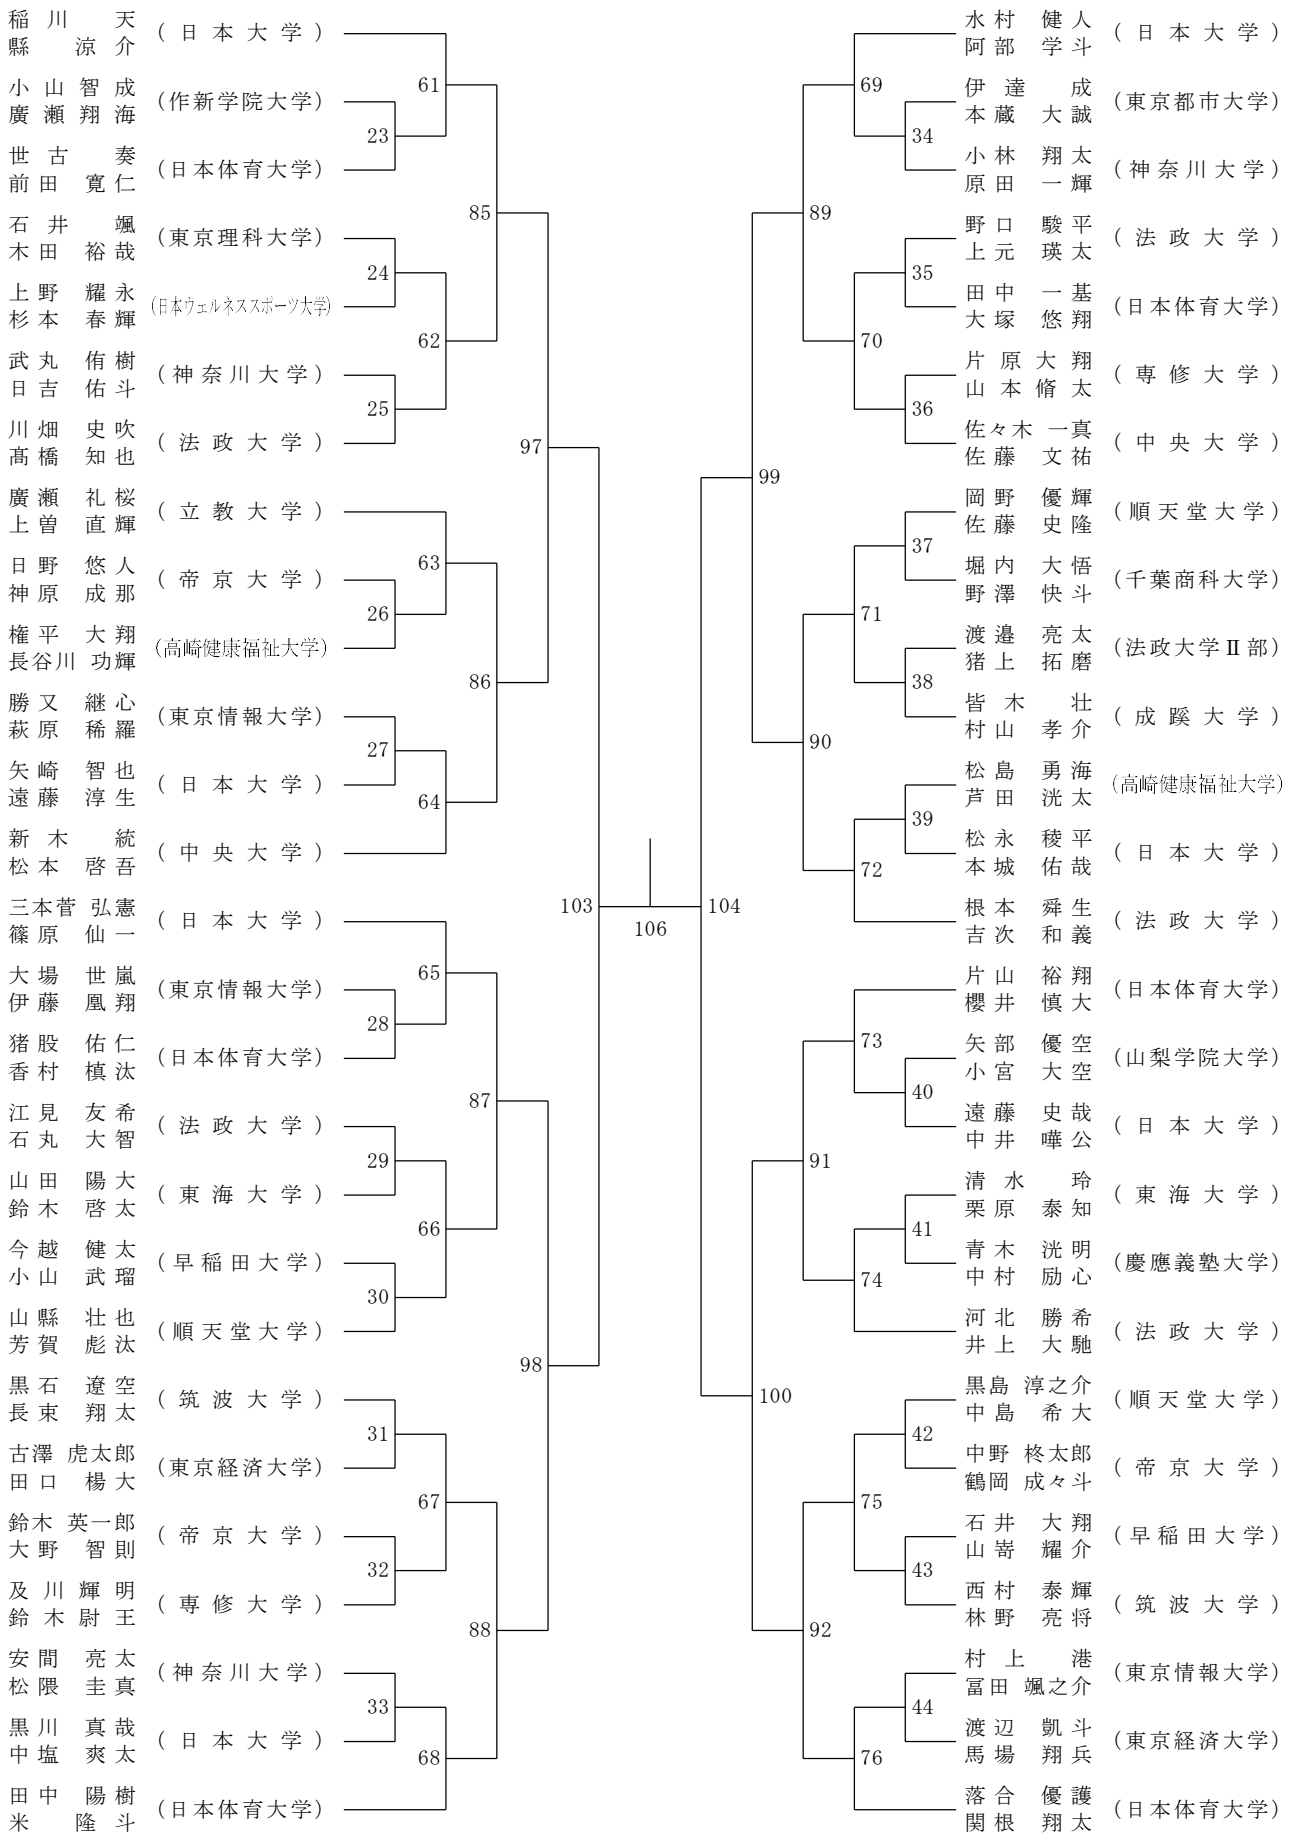 稲川 天
縣 涼介
(日本大学)
61
小山智成
廣瀬翔海
(作新学院大学)
23
世古 奏
前田 寛仁
(日本体育大学)
85
石井 颯
木田 裕哉
(東京理科大学)
24
上野 耀永
杉本 春輝
(日本ウェルネススポーツ大学)
62
武丸 侑樹
日吉 佑斗
(神奈川大学)
25
川畑 史吹
髙橋 知也
(法政大学)
97
廣瀬 礼桜
上曽 直輝
(立教大学)
63
日野 悠人
神原 成那
(帝京大学)
26
権平 大翔
長谷川 功輝
(高崎健康福祉大学)
86
勝又 継心
萩原 稀羅
(東京情報大学)
27
矢崎 智也
遠藤 淳生
(日本大学)
64
新木 統
松本 啓吾
(中央大学)
三本菅 弘憲
篠原 仙一
(日本大学)
103
65
大場 世嵐
伊藤 凰翔
(東京情報大学)
28
猪股 佑仁
香村 槙汰
(日本体育大学)
87
江見 友希
石丸 大智
(法政大学)
29
山田 陽大
鈴木 啓太
(東海大学)
66
今越 健太
小山 武瑠
(早稲田大学)
30
山縣 壮也
芳賀 彪汰
(順天堂大学)
98
黒石 遼空
長束 翔太
(筑波大学)
31
古澤 虎太郎
田口 楊大
(東京経済大学)
67
鈴木 英一郎
大野 智則
(帝京大学)
32
及川輝明
鈴木尉王
(専修大学)
88
安間 亮太
松隈 圭真
(神奈川大学)
33
黒川 真哉
中塩 爽太
(日本大学)
68
田中 陽樹
米 隆斗
(日本体育大学)
106
水村 健人
阿部 学斗
(日本大学)
69
伊達 成
本蔵 大誠
(東京都市大学)
34
小林 翔太
原田 一輝
(神奈川大学)
89
野口 駿平
上元 瑛太
(法政大学)
35
田中 一基
大塚 悠翔
(日本体育大学)
70
片原大翔
山本脩太
(専修大学)
36
佐々木 一真
佐藤 文祐
(中央大学)
99
岡野 優輝
佐藤 史隆
(順天堂大学)
37
堀内 大悟
野澤 快斗
(千葉商科大学)
71
渡邉 亮太
猪上 拓磨
(法政大学Ⅱ部)
38
皆木 壮
村山 孝介
(成蹊大学)
90
松島 勇海
芦田 洸太
(高崎健康福祉大学)
39
松永 稜平
本城 佑哉
(日本大学)
72
根本 舜生
吉次 和義
(法政大学)
104
片山 裕翔
櫻井 慎大
(日本体育大学)
73
矢部 優空
小宮 大空
(山梨学院大学)
40
遠藤 史哉
中井 嘩公
(日本大学)
91
清水 玲
栗原 泰知
(東海大学)
41
青木 洸明
中村 励心
(慶應義塾大学)
74
河北 勝希
井上 大馳
(法政大学)
100
黒島 淳之介
中島 希大
(順天堂大学)
42
中野 柊太郎
鶴岡 成々斗
(帝京大学)
75
石井 大翔
山嵜 耀介
(早稲田大学)
43
西村 泰輝
林野 亮将
(筑波大学)
92
村上 港
冨田 颯之介
(東京情報大学)
44
渡辺 凱斗
馬場 翔兵
(東京経済大学)
76
落合 優護
関根 翔太
(日本体育大学)